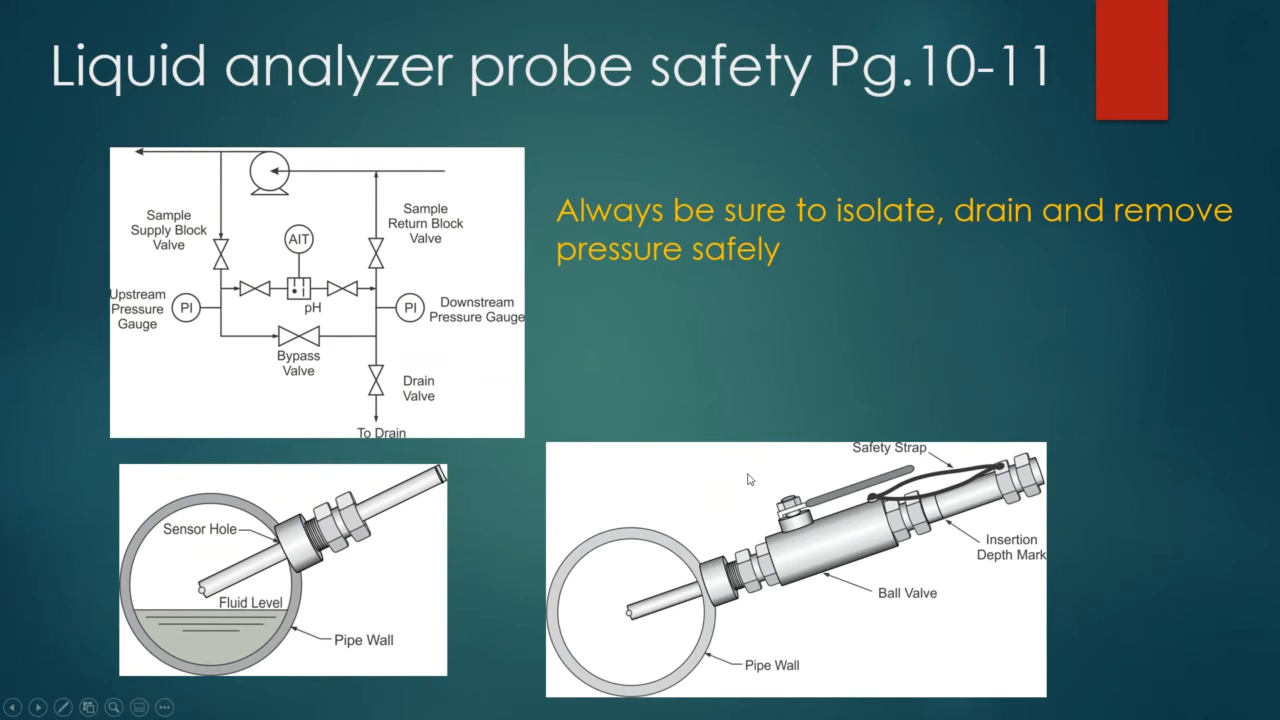 Liquid analyzer probe safety Pg.10-11
Always be sure to isolate, drain and remove
pressure safely
Sample
Supply Block
Valve
AIT
Sample
Return Block
Valve
Upstream
Pressure
Gauge
PI
pH
PI
Downstream
Pressure Gauge
Bypass
Valve
Drain
Valve
To Drain
Sensor Hole
Fluid Level
Pipe Wall
Safety Strap
Insertion
Depth Mark
Ball Valve
Pipe Wall